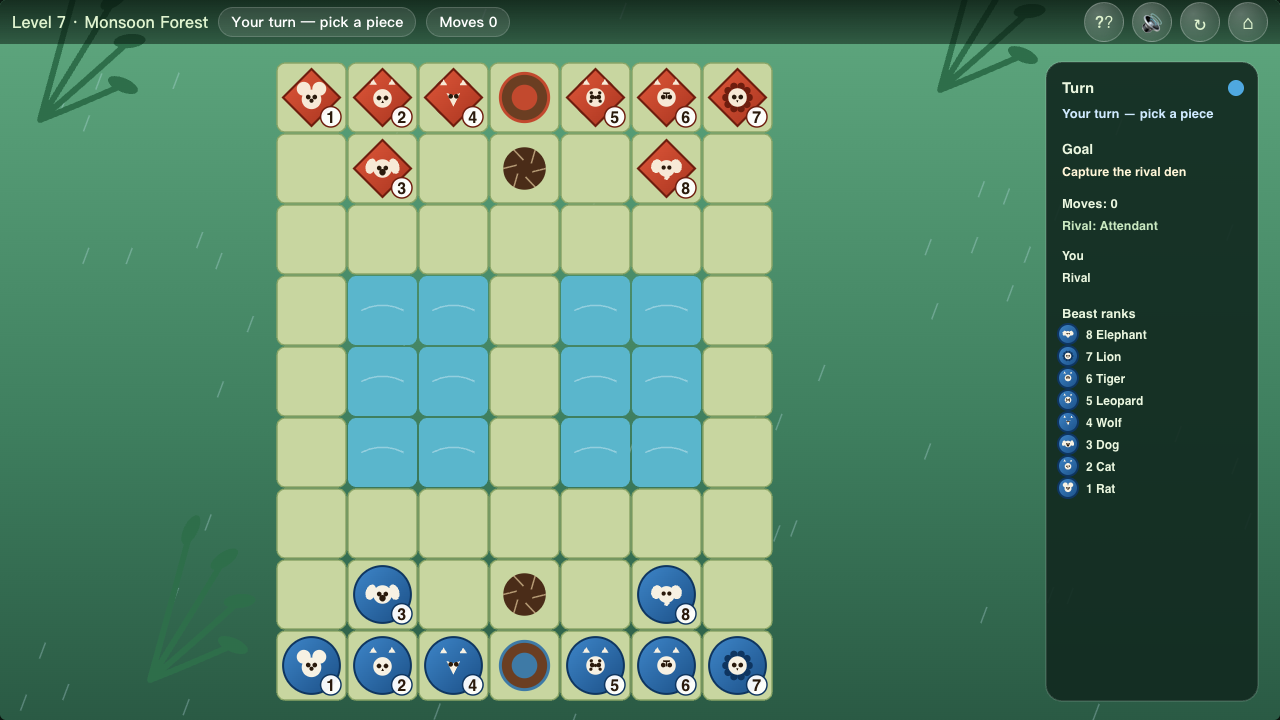 Level 7 · Monsoon Forest
Your turn — pick a piece
Moves 0
??
1 2 4 5 6 7
3 8
3 8
1 2 4 5 6 7
Turn
Your turn — pick a piece
Goal
Capture the rival den
Moves: 0
Rival: Attendant
You
Rival
Beast ranks
8 Elephant
7 Lion
6 Tiger
5 Leopard
4 Wolf
3 Dog
2 Cat
1 Rat